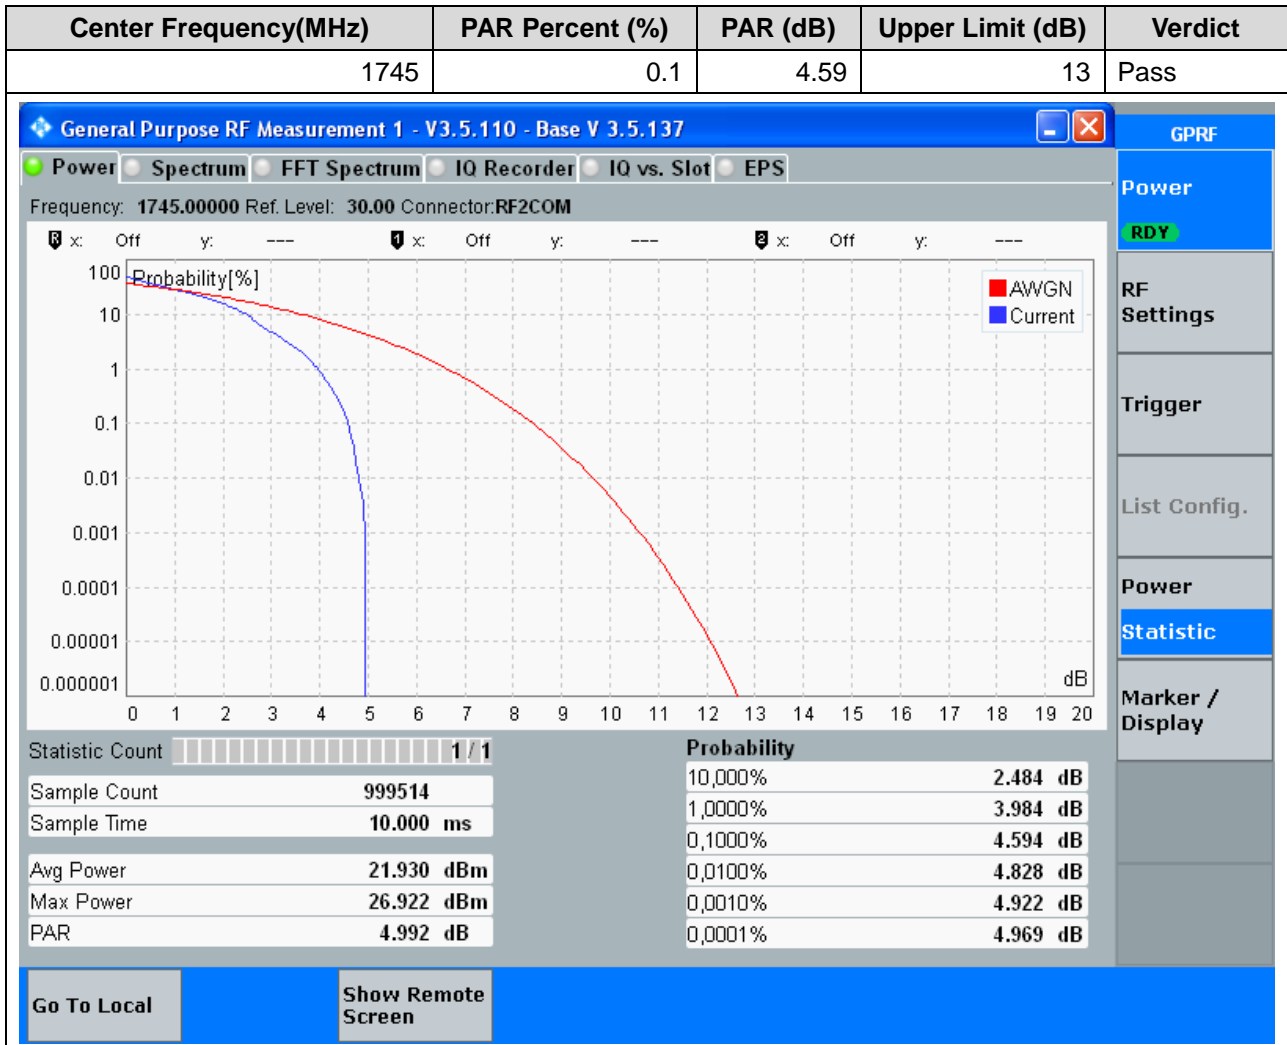 Center Frequency(MHz) PAR Percent (%) PAR (dB) Upper Limit (dB) Verdict
1745 0.1 4.59 13 Pass
General Purpose RF Measurement 1 - V3.5.110 - Base V 3.5.137
GPRF
Power Spectrum FFT Spectrum IQ Recorder IQ vs. Slot EPS
Power
RDY
Frequency: 1745.00000 Ref. Level: 30.00 Connector:RF2COM
R x: Off y: --- 1 x: Off y: --- 2 x: Off y: ---
100 Probability[%]
AWGN
Current
RF
Settings
10
1
Trigger
0.1
0.01
List Config.
0.001
0.0001
Power
Statistic
0.00001
0.000001
dB
Marker /
Display
0 1 2 3 4 5 6 7 8 9 10 11 12 13 14 15 16 17 18 19 20
Statistic Count 1 / 1
Probability
Sample Count 999514
Sample Time 10.000 ms
Avg Power 21.930 dBm
Max Power 26.922 dBm
PAR 4.992 dB
10,000% 2.484 dB
1,0000% 3.984 dB
0,1000% 4.594 dB
0,0100% 4.828 dB
0,0010% 4.922 dB
0,0001% 4.969 dB
Go To Local
Show Remote
Screen